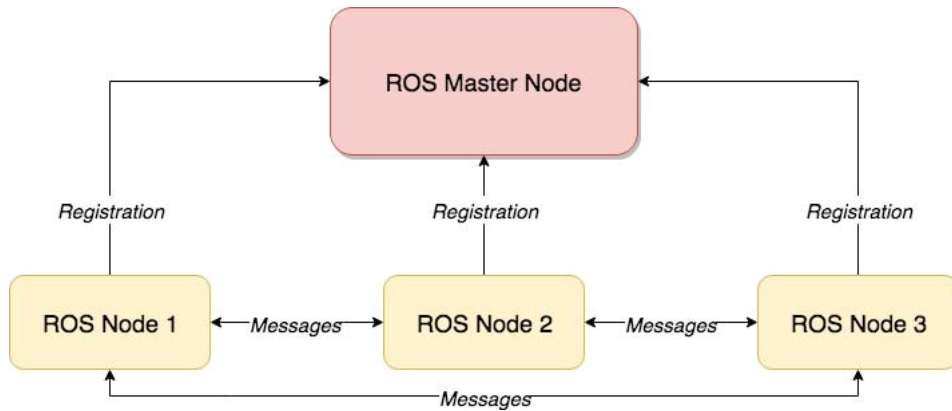 ROS Master Node
Registration
Registration
Registration
ROS Node 1
Messages
ROS Node 2
Messages
ROS Node 3
Messages